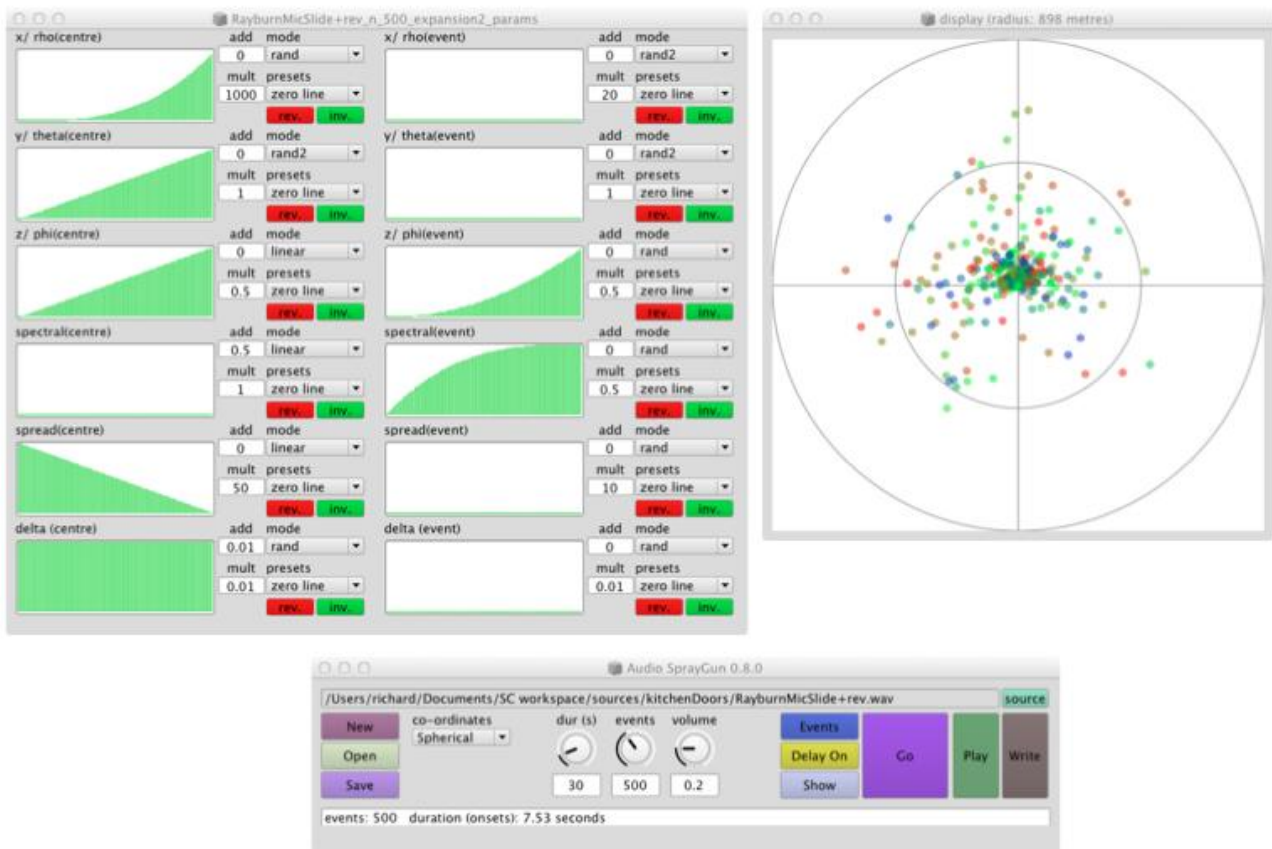 RayburnMicSlide+rev_n_500_expansion2_params
x/ rho(centre) add mode x/ rho(event) add mode
0 rand 0 rand2
mult presets mult presets
1000 zero line 20 zero line
rev. inv. rev. inv.
y/ theta(centre) add mode y/ theta(event) add mode
0 rand2 0 rand2
mult presets mult presets
1 zero line 1 zero line
rev. inv. rev. inv.
z/ phi(centre) add mode z/ phi(event) add mode
0 linear 0 rand
mult presets mult presets
0.5 zero line 0.5 zero line
rev. inv. rev. inv.
spectral(centre) add mode spectral(event) add mode
0.5 linear 0 rand
mult presets mult presets
1 zero line 0.5 zero line
rev. inv. rev. inv.
spread(centre) add mode spread(event) add mode
0 linear 0 rand
mult presets mult presets
50 zero line 10 zero line
rev. inv. rev. inv.
delta (centre) add mode delta (event) add mode
0.01 rand 0 rand
mult presets mult presets
0.01 zero line 0.01 zero line
rev. inv. rev. inv.
display (radius: 898 metres)
Audio SprayGun 0.8.0
/Users/richard/Documents/SC workspace/sources/kitchenDoors/RayburnMicSlide+rev.wav source
New co-ordinates dur (s) events volume Events
Spherical
Open Delay On Go Play Write
Save 30 500 0.2 Show
events: 500 duration (onsets): 7.53 seconds